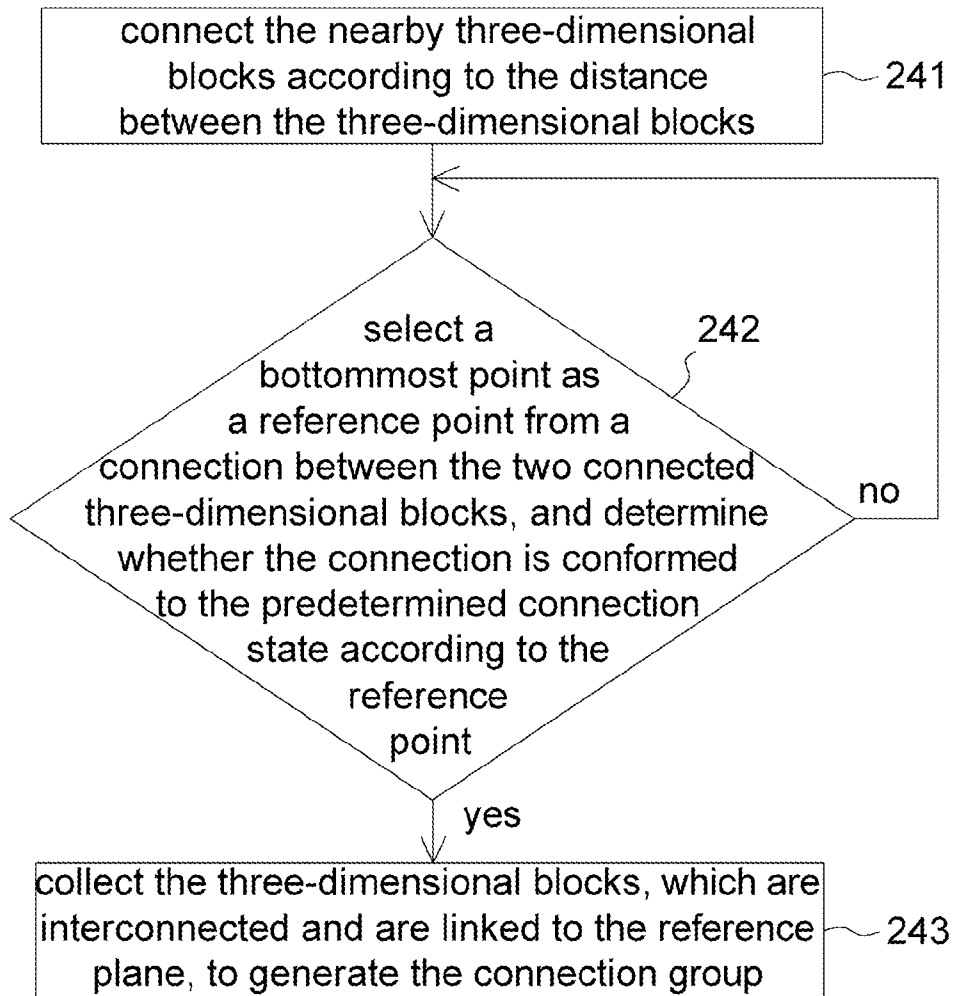 connect the nearby three-dimensional
blocks according to the distance
between the three-dimensional blocks
241
242
select a
bottommost point as
a reference point from a
connection between the two connected
three-dimensional blocks, and determine
whether the connection is conformed
to the predetermined connection
state according to the
reference
point
no
yes
collect the three-dimensional blocks, which are
interconnected and are linked to the reference
plane, to generate the connection group
243